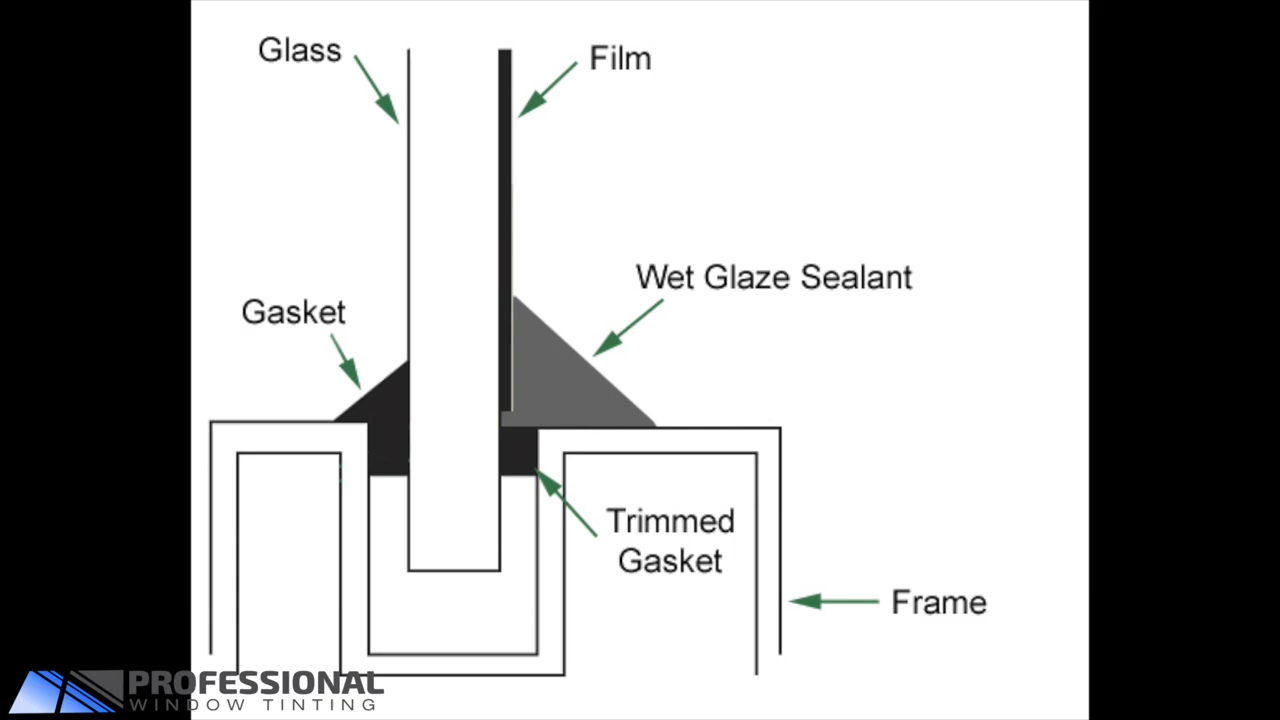 Glass
Film
Wet Glaze Sealant
Gasket
Trimmed
Gasket
Frame
PROFESSIONAL
WINDOW TINTING